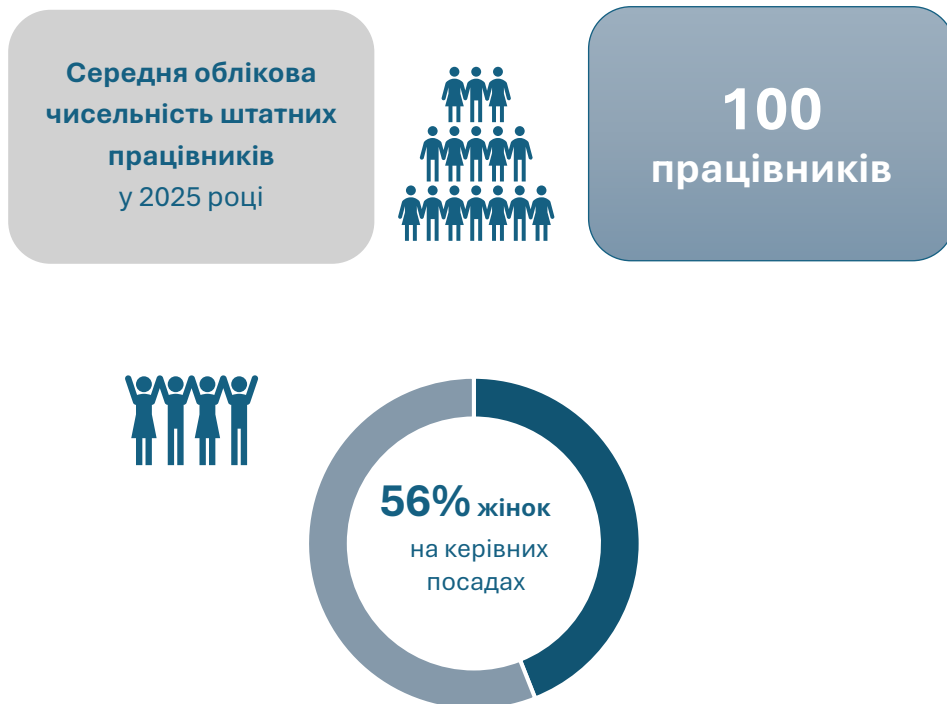 Середня облікова
чисельність штатних
працівників
у 2025 році
100
працівників
56% жінок
на керівних
посадах